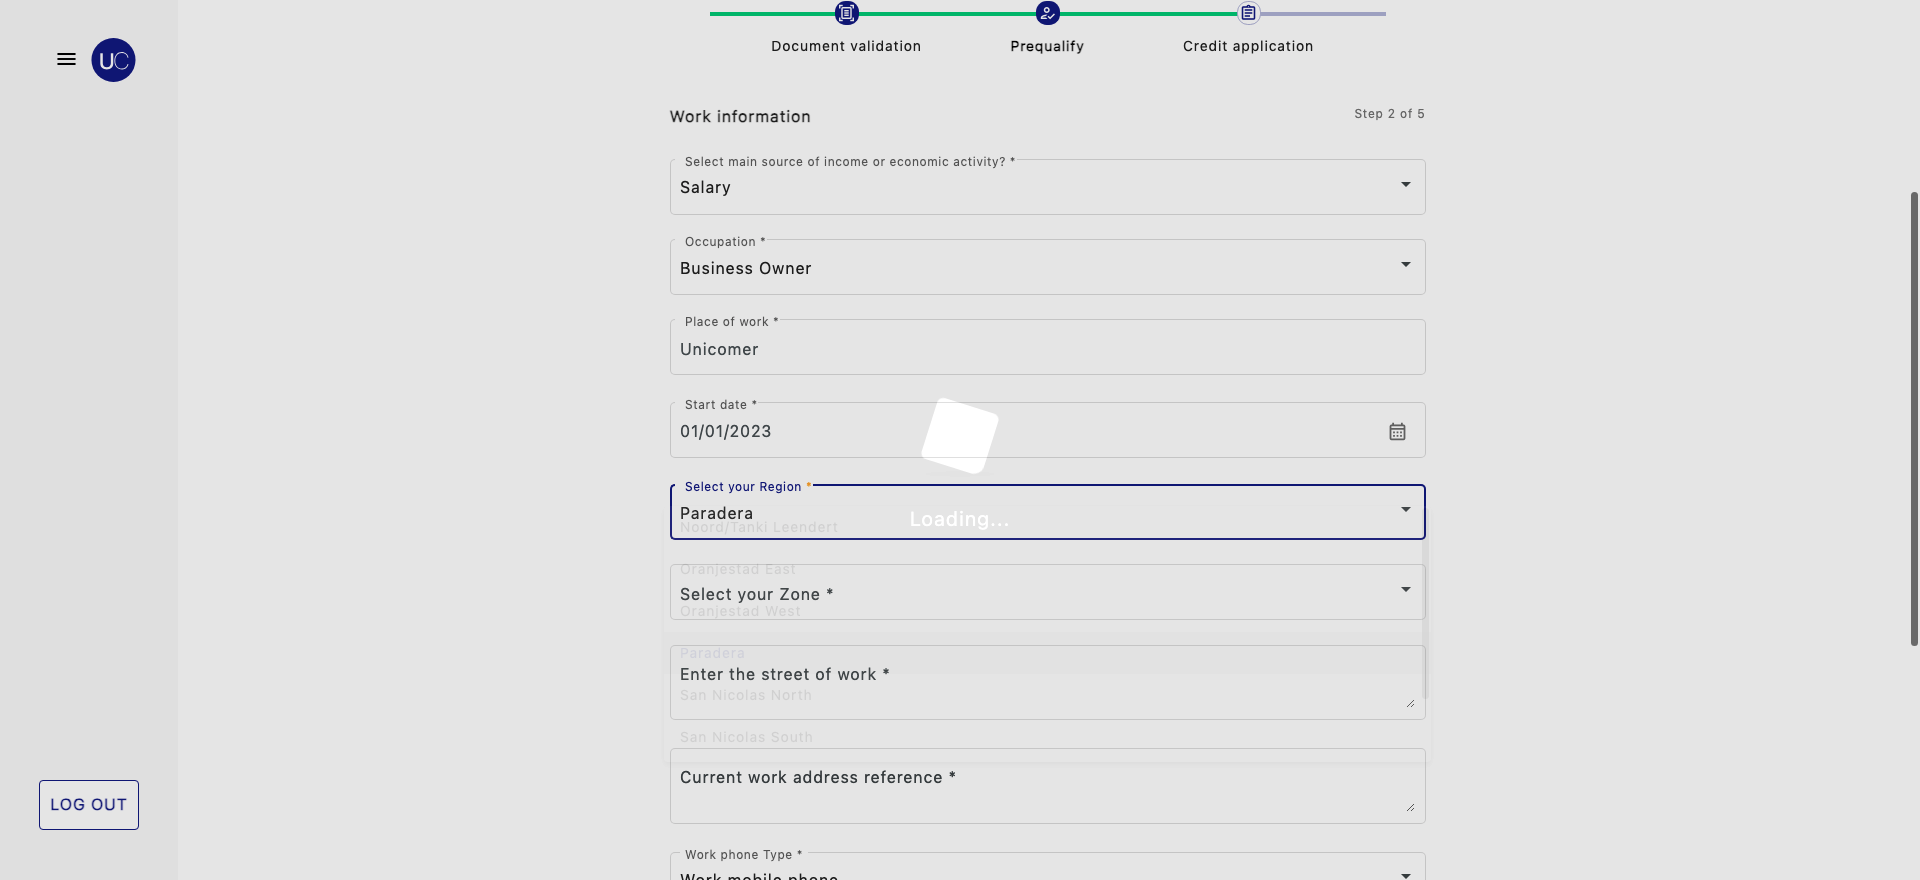 Document validation
Prequalify
Credit application
UC
Work information
Step 2 of 5
Select main source of income or economic activity? *
Salary
Occupation *
Business Owner
Place of work *
Unicomer
Start date *
01/01/2023
Select your Region *
Paradera
Loading...
Noord/Tanki Leendert
Oranjestad East
Select your Zone *
Oranjestad West
Paradera
Enter the street of work *
San Nicolas North
San Nicolas South
Current work address reference *
LOG OUT
Work phone Type *
Work mobile phone